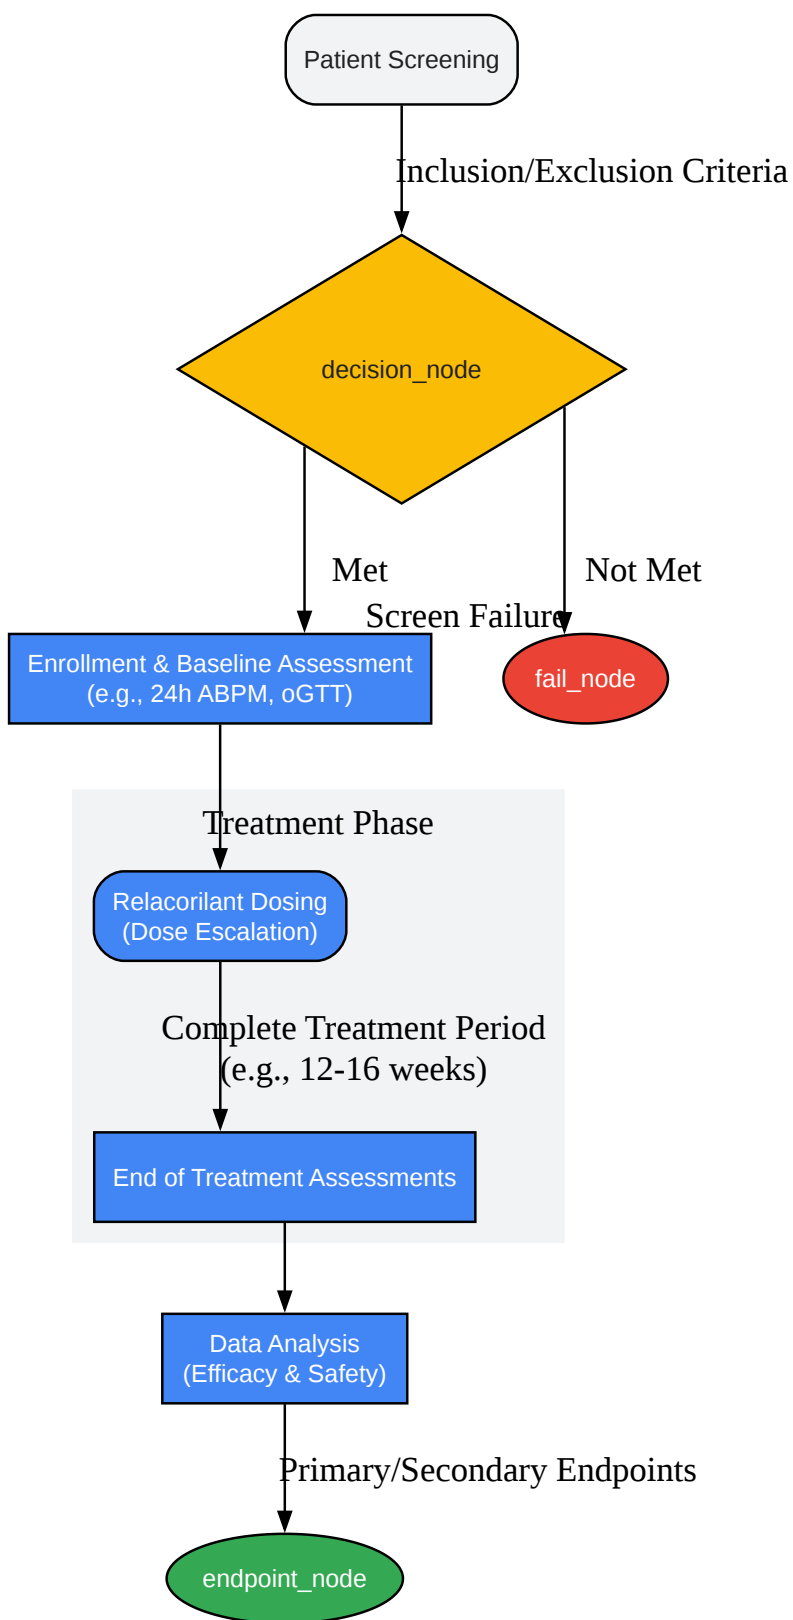 Patient Screening
Inclusion/Exclusion Criteria
decision_node
Met
Not Met
Screen Failure
Enrollment & Baseline Assessment
(e.g., 24h ABPM, oGTT)
fail_node
Treatment Phase
Relacorilant Dosing
(Dose Escalation)
Complete Treatment Period
(e.g., 12-16 weeks)
End of Treatment Assessments
Data Analysis
(Efficacy & Safety)
Primary/Secondary Endpoints
endpoint_node